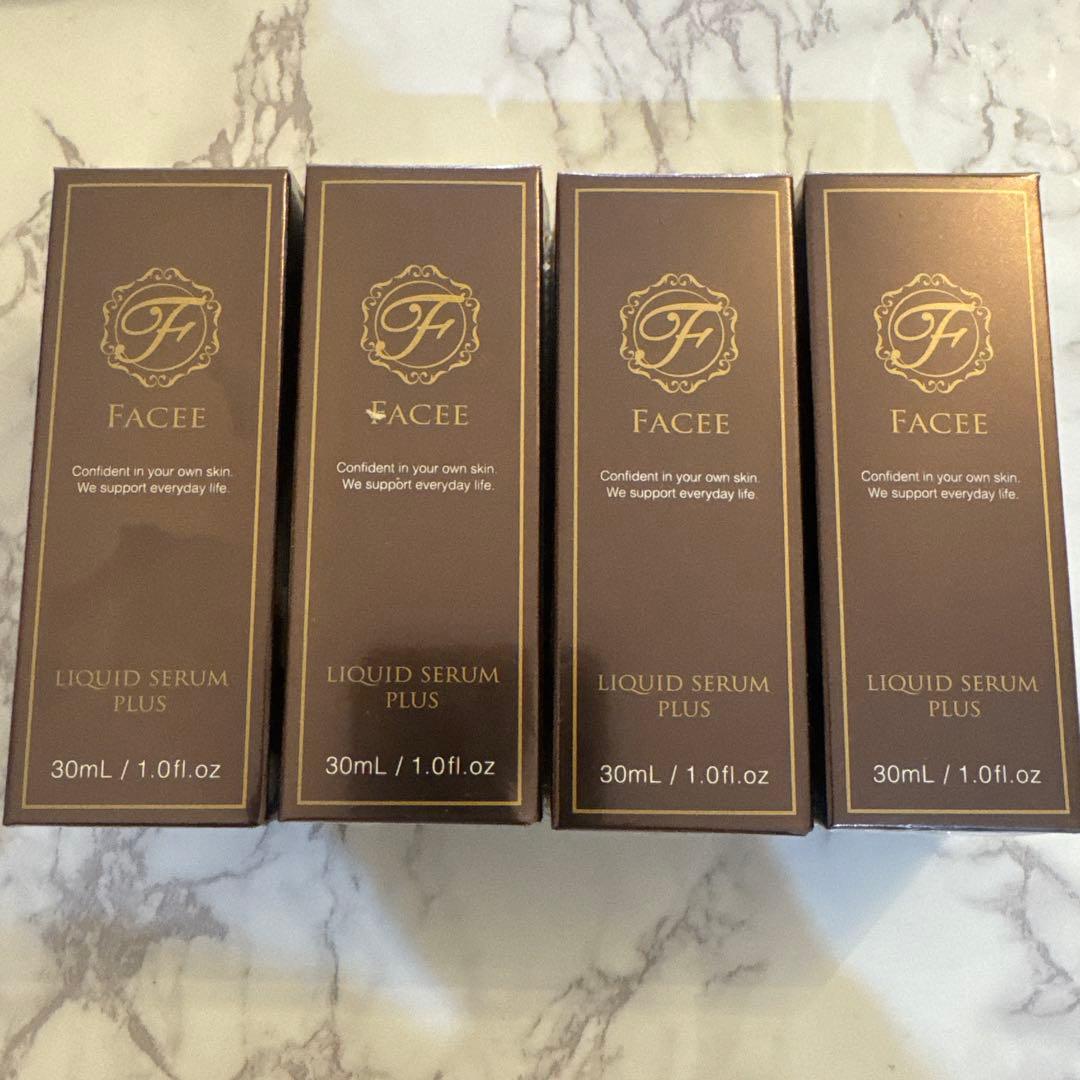 F
FACEE
Confident in your own skin.
We support everyday life.
LIQUID SERUM
PLUS
30mL / 1.0fl.oz
F
FACEE
Confident in your own skin.
We support everyday life.
LIQUID SERUM
PLUS
30mL / 1.0fl.oz
F
FACEE
Confident in your own skin.
We support everyday life.
LIQUID SERUM
PLUS
30mL / 1.0fl.oz
F
FACEE
Confident in your own skin.
We support everyday life.
LIQUID SERUM
PLUS
30mL / 1.0fl.oz